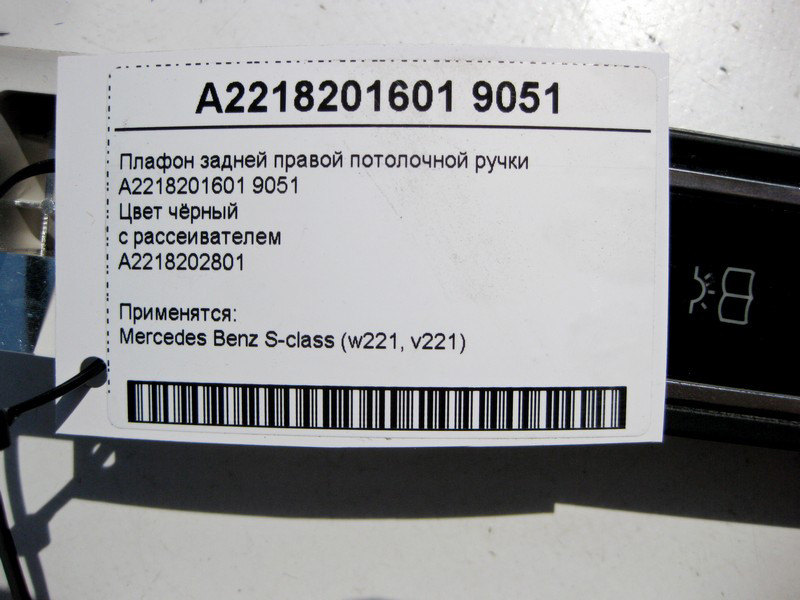 A2218201601 9051
Плафон задней правой потолочной ручки
A2218201601 9051
Цвет чёрный
с рассеивателем
A2218202801
Применятся:
Mercedes Benz S-class (w221, v221)